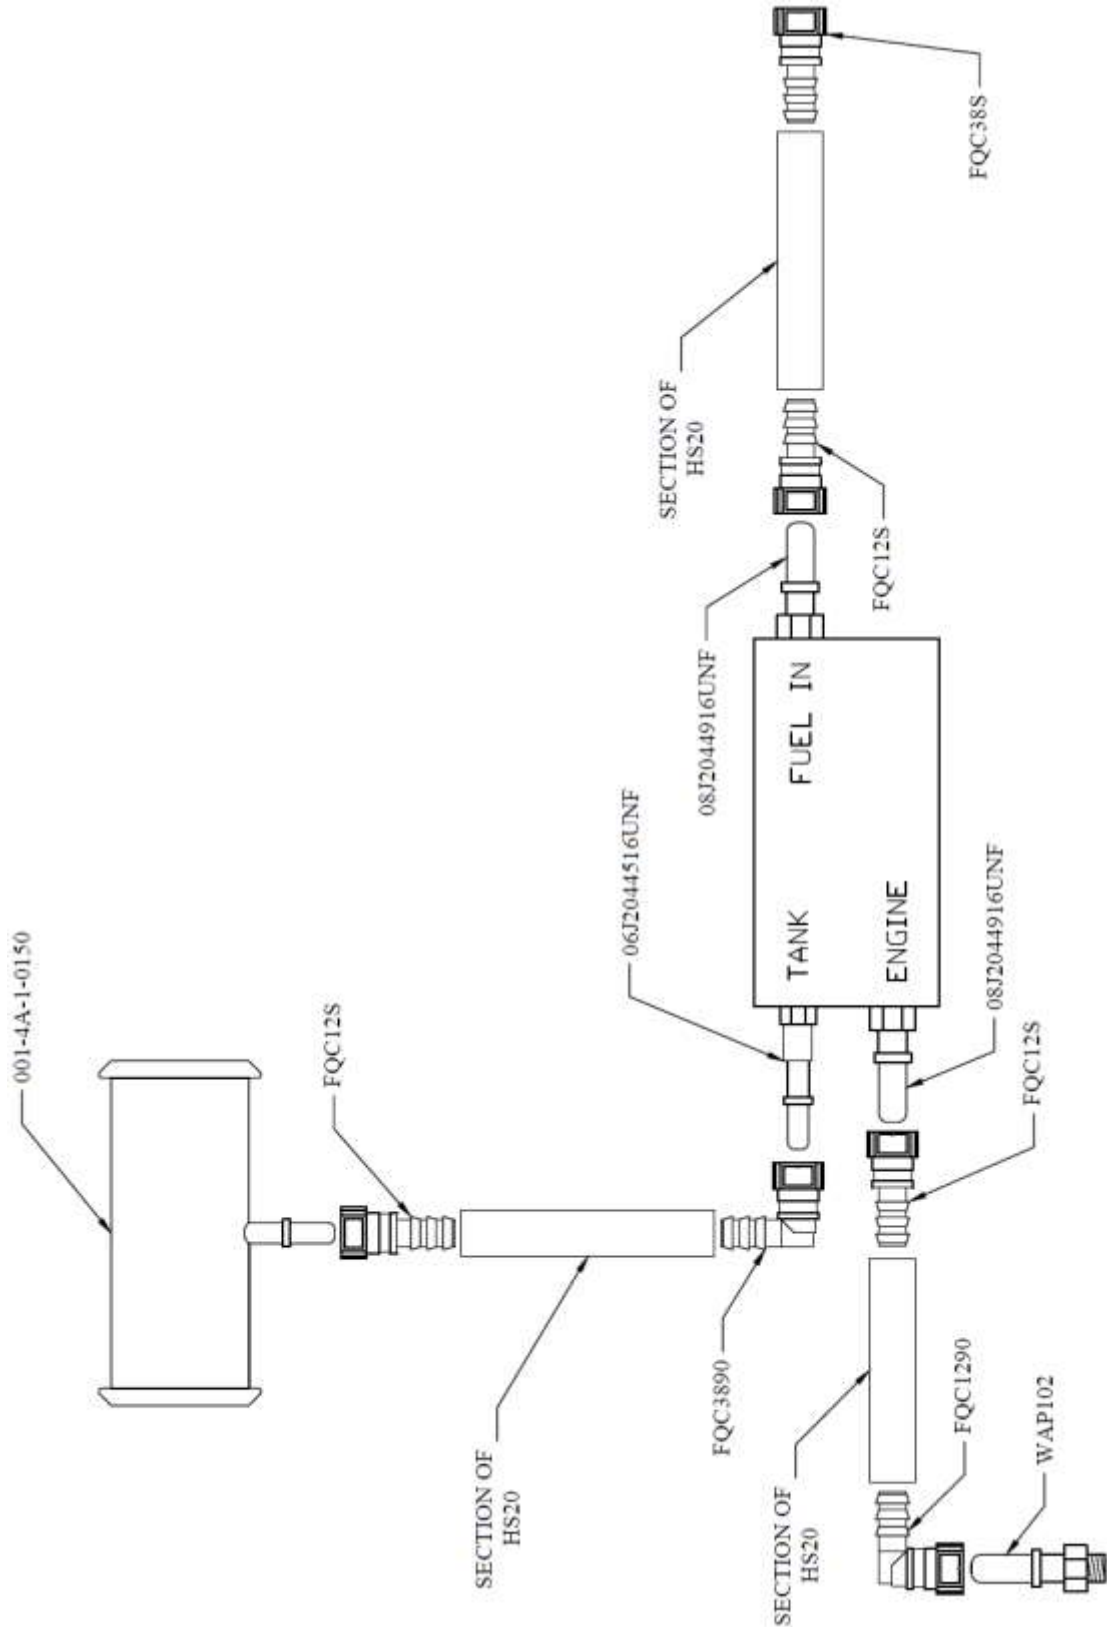 001-4A-1-0150
FQC12S
SECTION OF
HS20
FQC3890
06J2044516UNF
TANK
FUEL IN
ENGINE
08J2044916UNF
FQC12S
SECTION OF
HS20
FQC38S
08J2044916UNF
FQC12S
SECTION OF
HS20
FQC1290
WAP102